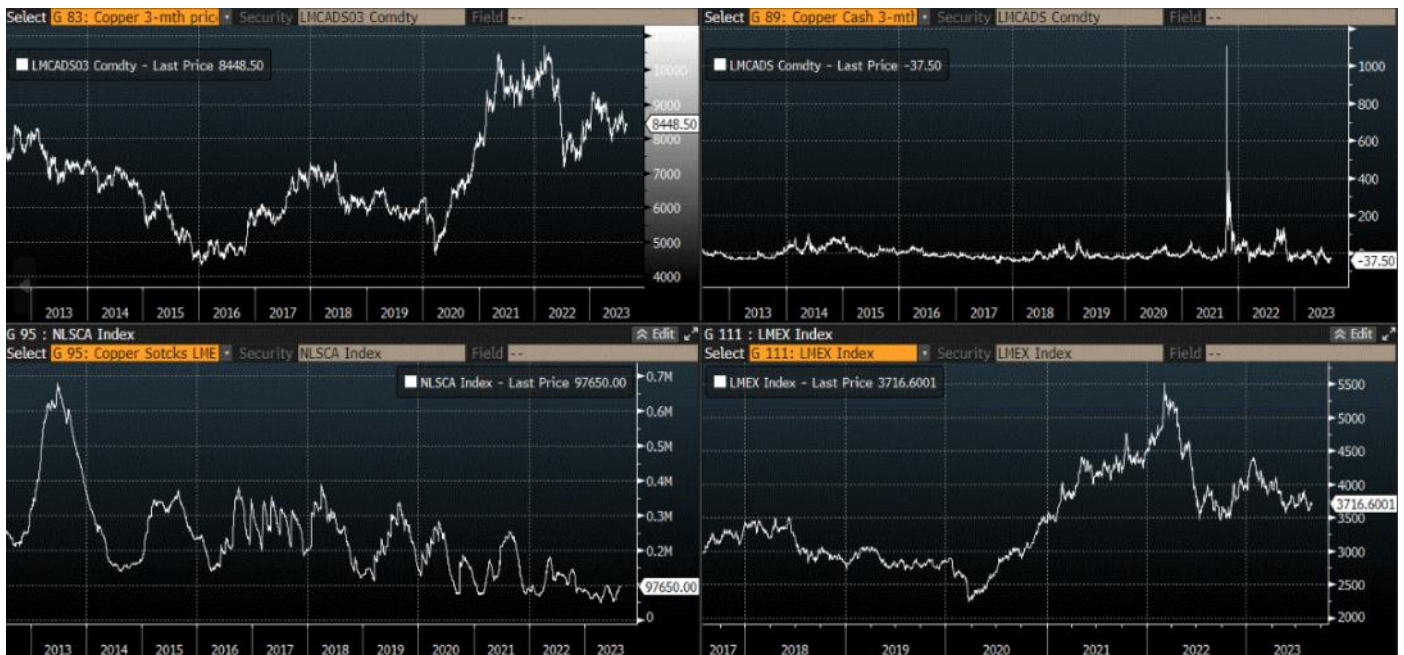 Select G 83: Copper 3-mth pric Security LMCADS03 Comdty Field --
LMCADS03 Comdty - Last Price 8448.50
10000
9000
8448.50
8000
7000
6000
5000
4000
2013 2014 2015 2016 2017 2018 2019 2020 2021 2022 2023
Select G 89: Copper Cash 3-mth Security LMCADS Comdty Field --
LMCADS Comdty - Last Price -37.50
1000
800
600
400
200
0
-37.50
2013 2014 2015 2016 2017 2018 2019 2020 2021 2022 2023
G 95 : NLSCA Index Edit
Select G 95: Copper Sotcks LME Security NLSCA Index Field --
NLSCA Index - Last Price 97650.00
0.7M
0.6M
0.5M
0.4M
0.3M
0.2M
97650.00
0
2013 2014 2015 2016 2017 2018 2019 2020 2021 2022 2023
G 111 : LMEX Index Edit
Select G 111: LMEX Index Security LMEX Index Field --
LMEX Index - Last Price 3716.6001
5500
5000
4500
4000
3716.6001
3500
3000
2500
2000
2017 2018 2019 2020 2021 2022 2023